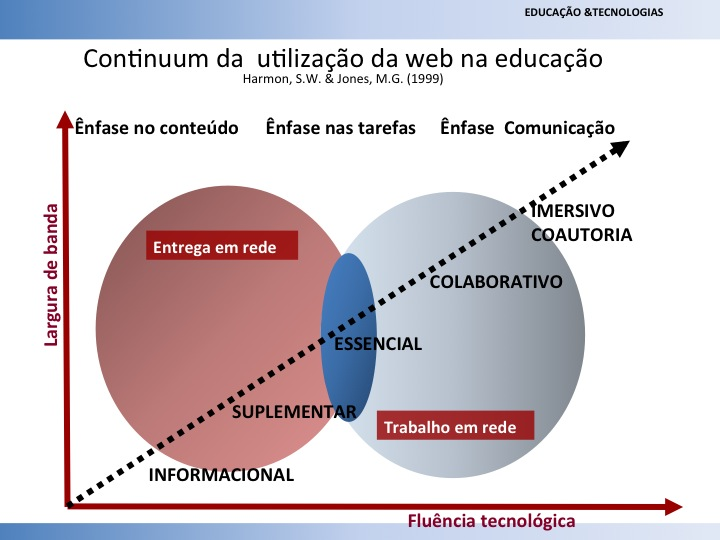 EDUCAÇÃO &TECNOLOGIAS
Continuum da utilização da web na educação
Harmon, S.W. & Jones, M.G. (1999)
Ênfase no conteúdo Ênfase nas tarefas Ênfase Comunicação
Largura de banda
IMERSIVO
COAUTORIA
Entrega em rede
COLABORATIVO
ESSENCIAL
SUPLEMENTAR
Trabalho em rede
INFORMACIONAL
Fluência tecnológica